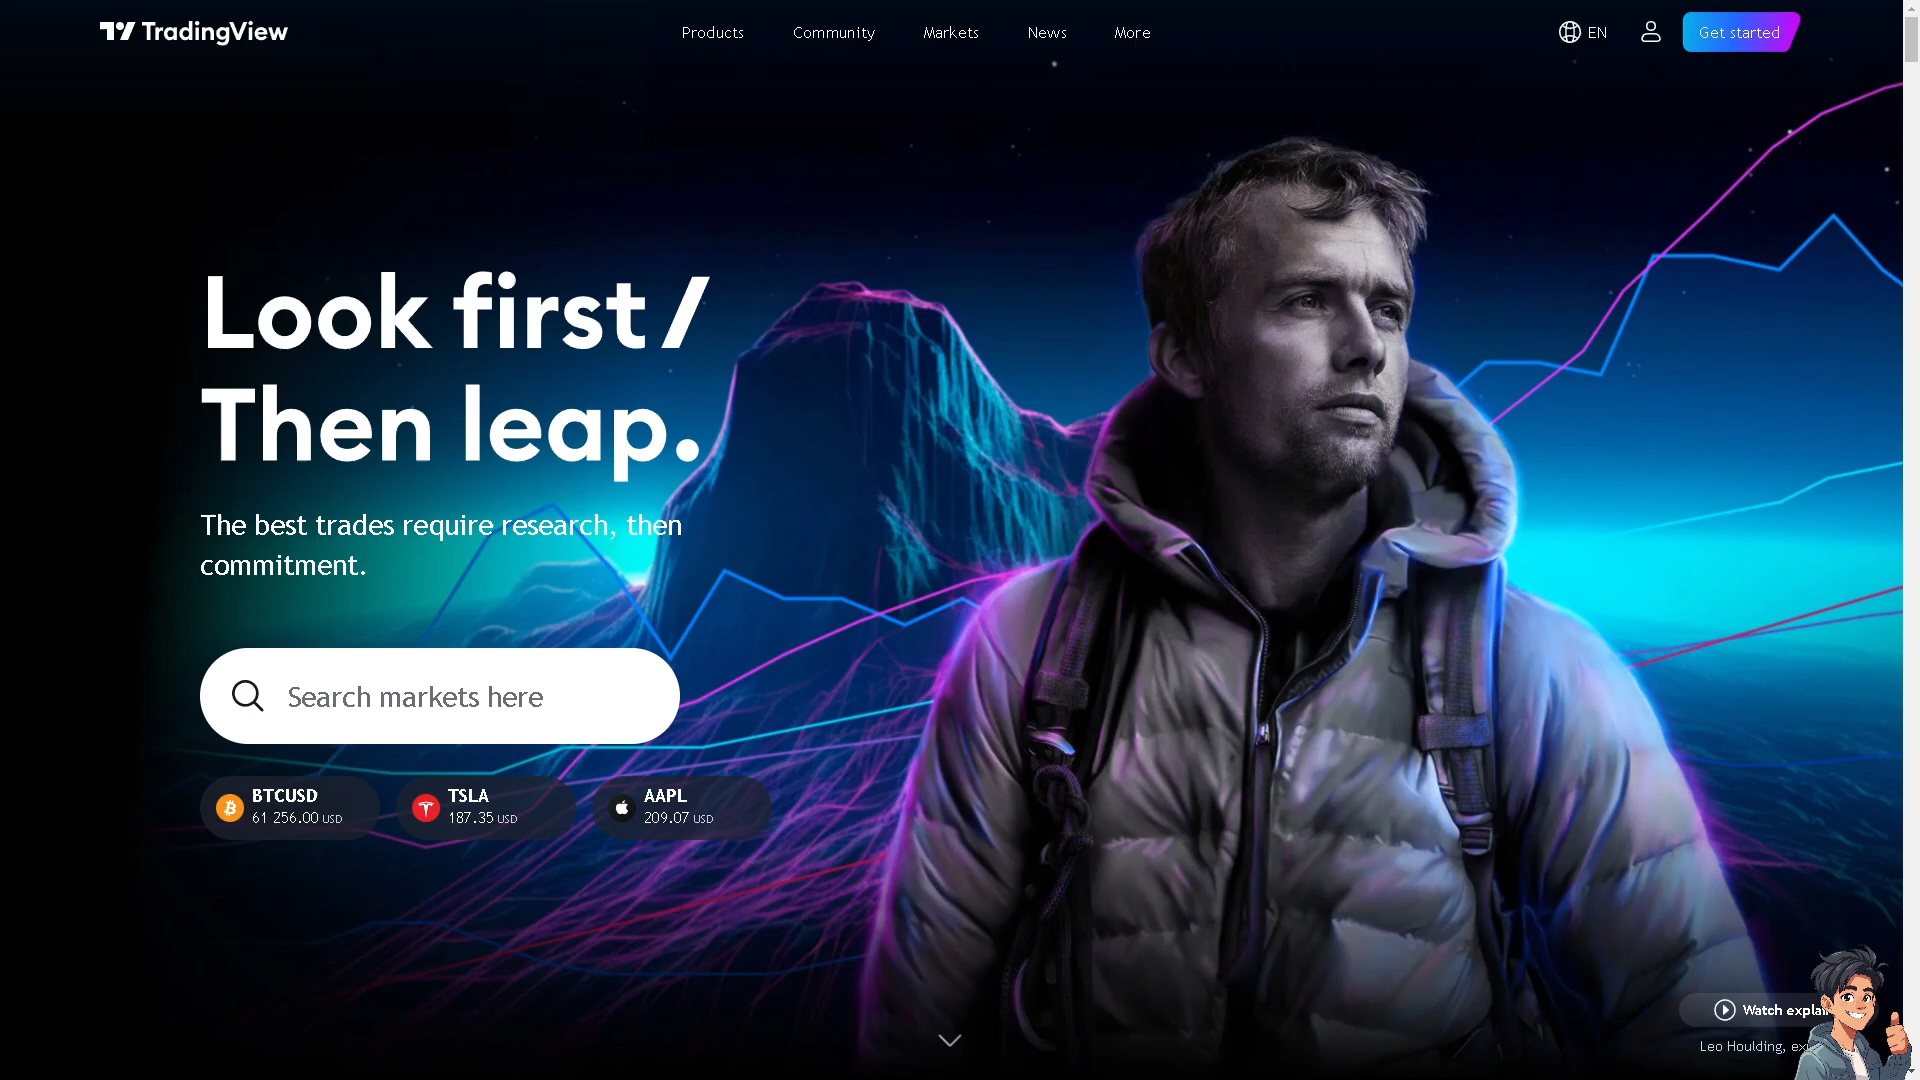 TradingView
Products
Community
Markets
News
More
EN
Get started
Look first /
Then leap.
The best trades require research, then
commitment.
Search markets here
BTCUSD
61 256.00 USD
TSLA
187.35 USD
AAPL
209.07 USD
Watch
Leo Houlding,